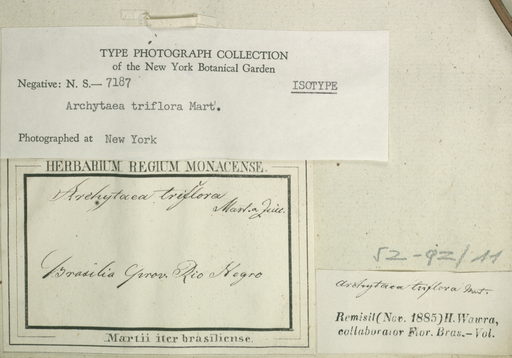 TYPE PHOTOGRAPH COLLECTION
of the New York Botanical Garden
Negative: N. S.— 7187 ISOTYPE
Archytaea triflora Mart.
Photographed at New York
HERBARIUM REGIUM MONACENSE.
Archytaea triflora
Mart. a Zucc.
Brasilia Prov. Rio Negro
Martii iter brasiliense.
52-92/11
Archytaea triflora Mart.
Remisit (Nov. 1885) H. Wawra,
collaborator Flor. Bras.—Vol.